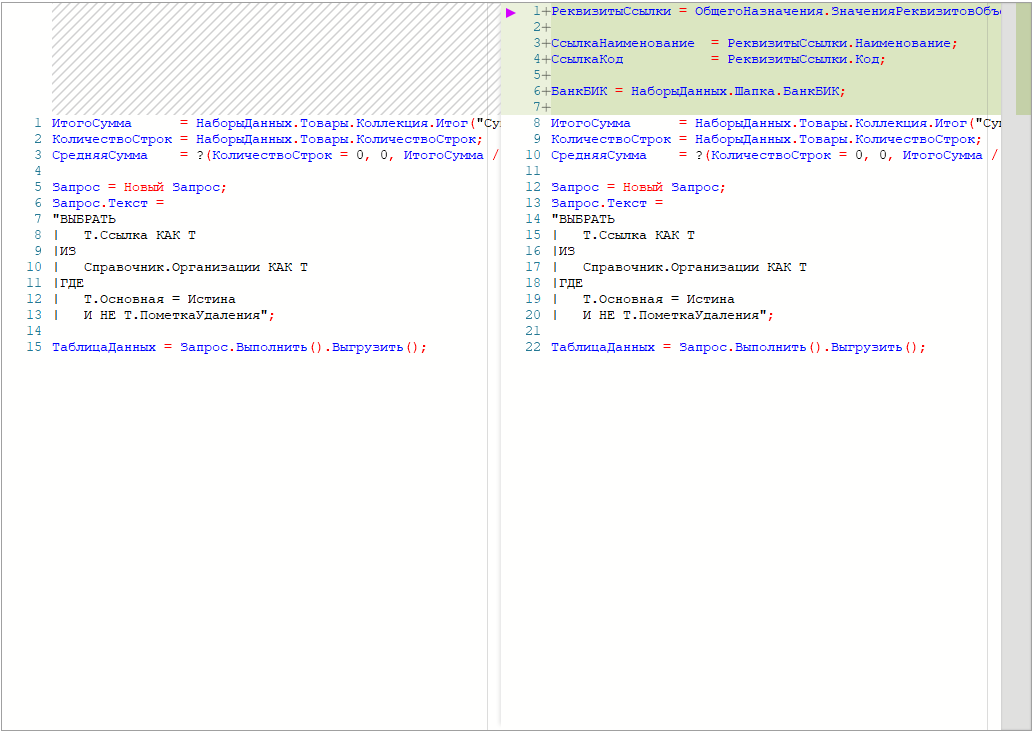 1 ИтогоСумма      = НаборыДанных.Товары.Коллекция.Итог("Су
2 КоличествоСтрок = НаборыДанных.Товары.КоличествоСтрок;
3 СредняяСумма    = ?(КоличествоСтрок = 0, 0, ИтогоСумма /
4
5 Запрос = Новый Запрос;
6 Запрос.Текст =
7 "ВЫБРАТЬ
8 |   Т.Ссылка КАК Т
9 |ИЗ
10 |   Справочник.Организации КАК Т
11 |ГДЕ
12 |   Т.Основная = Истина
13 |   И НЕ Т.ПометкаУдаления";
14
15 ТаблицаДанных = Запрос.Выполнить().Выгрузить();
1+РеквизитыСсылки = ОбщегоНазначения.ЗначенияРеквизитовОбъе
2+
3+СсылкаНаименование  = РеквизитыСсылки.Наименование;
4+СсылкаКод           = РеквизитыСсылки.Код;
5+
6+БанкБИК = НаборыДанных.Шапка.БанкБИК;
7+
8 ИтогоСумма      = НаборыДанных.Товары.Коллекция.Итог("Су
9 КоличествоСтрок = НаборыДанных.Товары.КоличествоСтрок;
10 СредняяСумма    = ?(КоличествоСтрок = 0, 0, ИтогоСумма /
11
12 Запрос = Новый Запрос;
13 Запрос.Текст =
14 "ВЫБРАТЬ
15 |   Т.Ссылка КАК Т
16 |ИЗ
17 |   Справочник.Организации КАК Т
18 |ГДЕ
19 |   Т.Основная = Истина
20 |   И НЕ Т.ПометкаУдаления";
21
22 ТаблицаДанных = Запрос.Выполнить().Выгрузить();